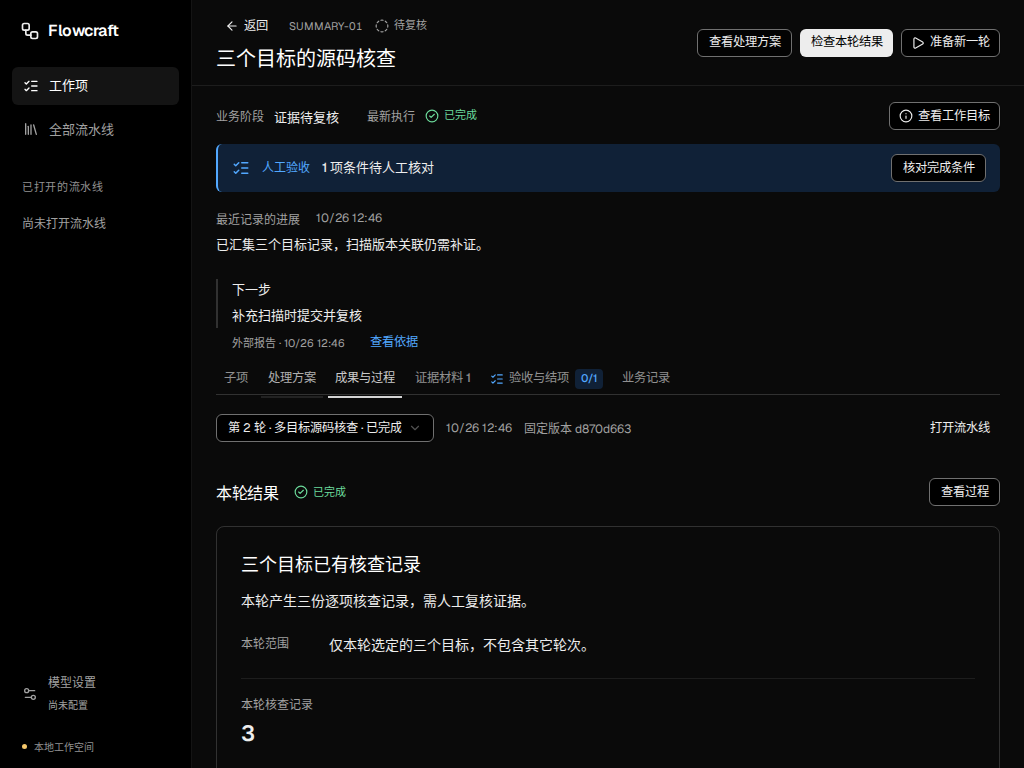 Flowcraft
工作项
全部流水线
已打开的流水线
尚未打开流水线
模型设置
尚未配置
本地工作空间
返回 SUMMARY-01 待复核
三个目标的源码核查
查看处理方案 检查本轮结果 准备新一轮
业务阶段 证据待复核 最新执行 已完成 查看工作目标
人工验收 1 项条件待人工核对 核对完成条件
最近记录的进展 10/26 12:46
已汇集三个目标记录，扫描版本关联仍需补证。
下一步
补充扫描时提交并复核
外部报告 · 10/26 12:46 查看依据
子项 处理方案 成果与过程 证据材料 1 验收与结项 0/1 业务记录
第 2 轮 · 多目标源码核查 · 已完成 10/26 12:46 固定版本 d870d663 打开流水线
本轮结果 已完成 查看过程
三个目标已有核查记录
本轮产生三份逐项核查记录，需人工复核证据。
本轮范围 仅本轮选定的三个目标，不包含其它轮次。
本轮核查记录
3